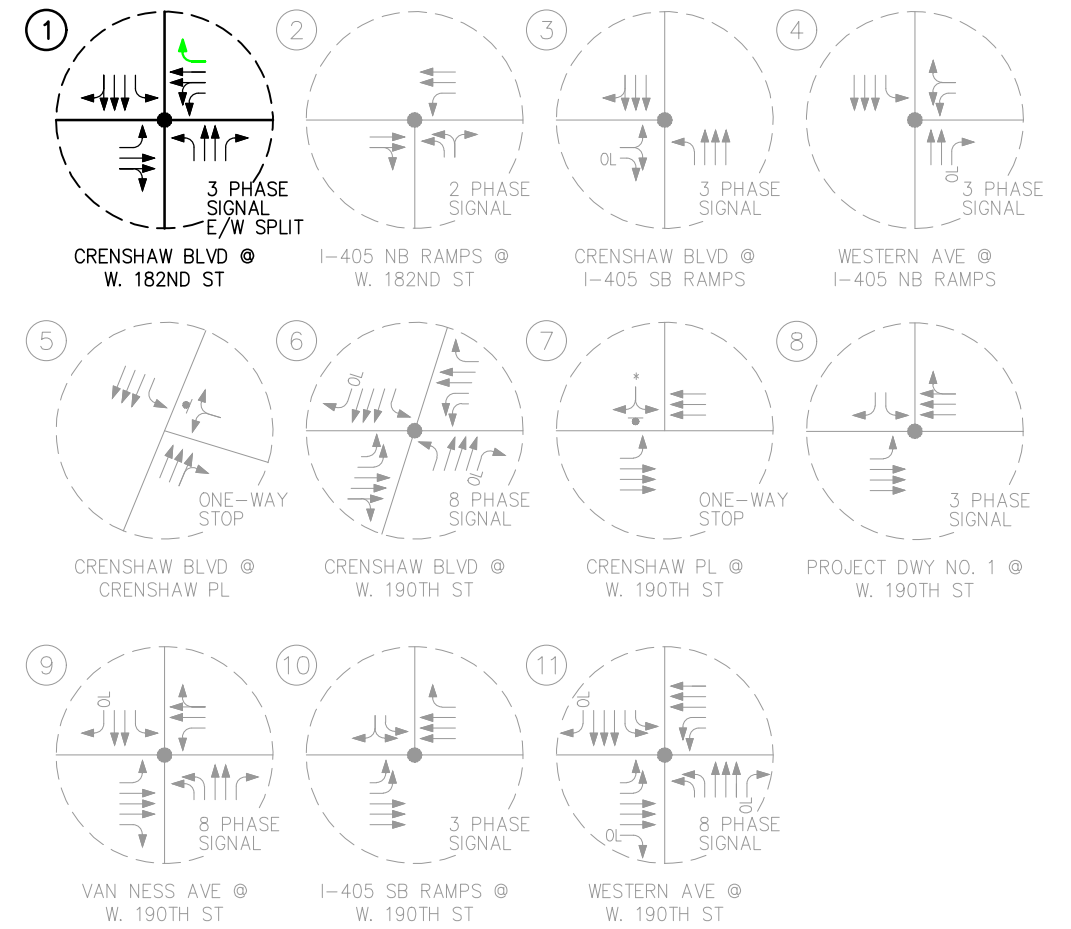 1
3 PHASE
SIGNAL
E/W SPLIT
CRENSHAW BLVD @
W. 182ND ST
2
2 PHASE
SIGNAL
I-405 NB RAMPS @
W. 182ND ST
3
OL
3 PHASE
SIGNAL
CRENSHAW BLVD @
I-405 SB RAMPS
4
OL
3 PHASE
SIGNAL
WESTERN AVE @
I-405 NB RAMPS
5
ONE-WAY
STOP
CRENSHAW BLVD @
CRENSHAW PL
6
OL
OL
8 PHASE
SIGNAL
CRENSHAW BLVD @
W. 190TH ST
7
*
ONE-WAY
STOP
CRENSHAW PL @
W. 190TH ST
8
3 PHASE
SIGNAL
PROJECT DWY NO. 1 @
W. 190TH ST
9
OL
8 PHASE
SIGNAL
VAN NESS AVE @
W. 190TH ST
10
3 PHASE
SIGNAL
I-405 SB RAMPS @
W. 190TH ST
11
OL
OL
OL
8 PHASE
SIGNAL
WESTERN AVE @
W. 190TH ST